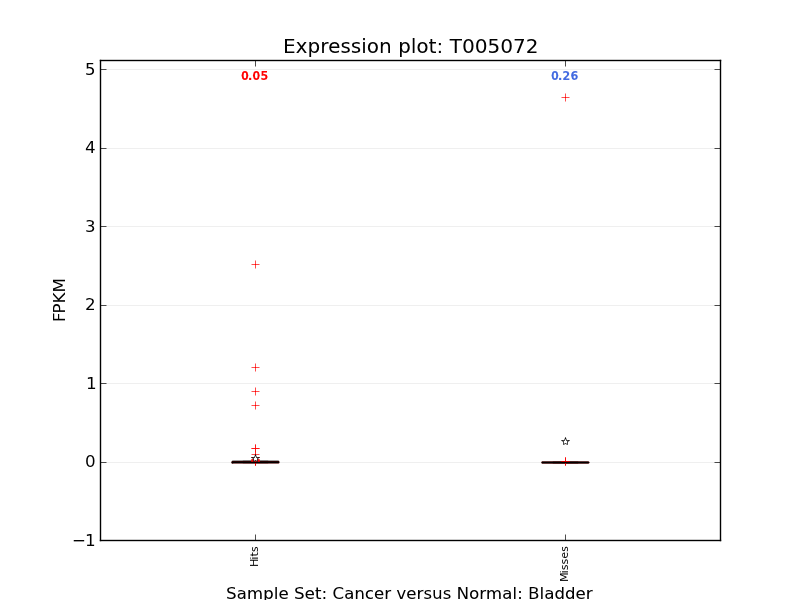 Expression plot: T005072
0.05
0.26
5
4
3
2
1
0
−1
FPKM
Hits
Misses
Sample Set: Cancer versus Normal: Bladder